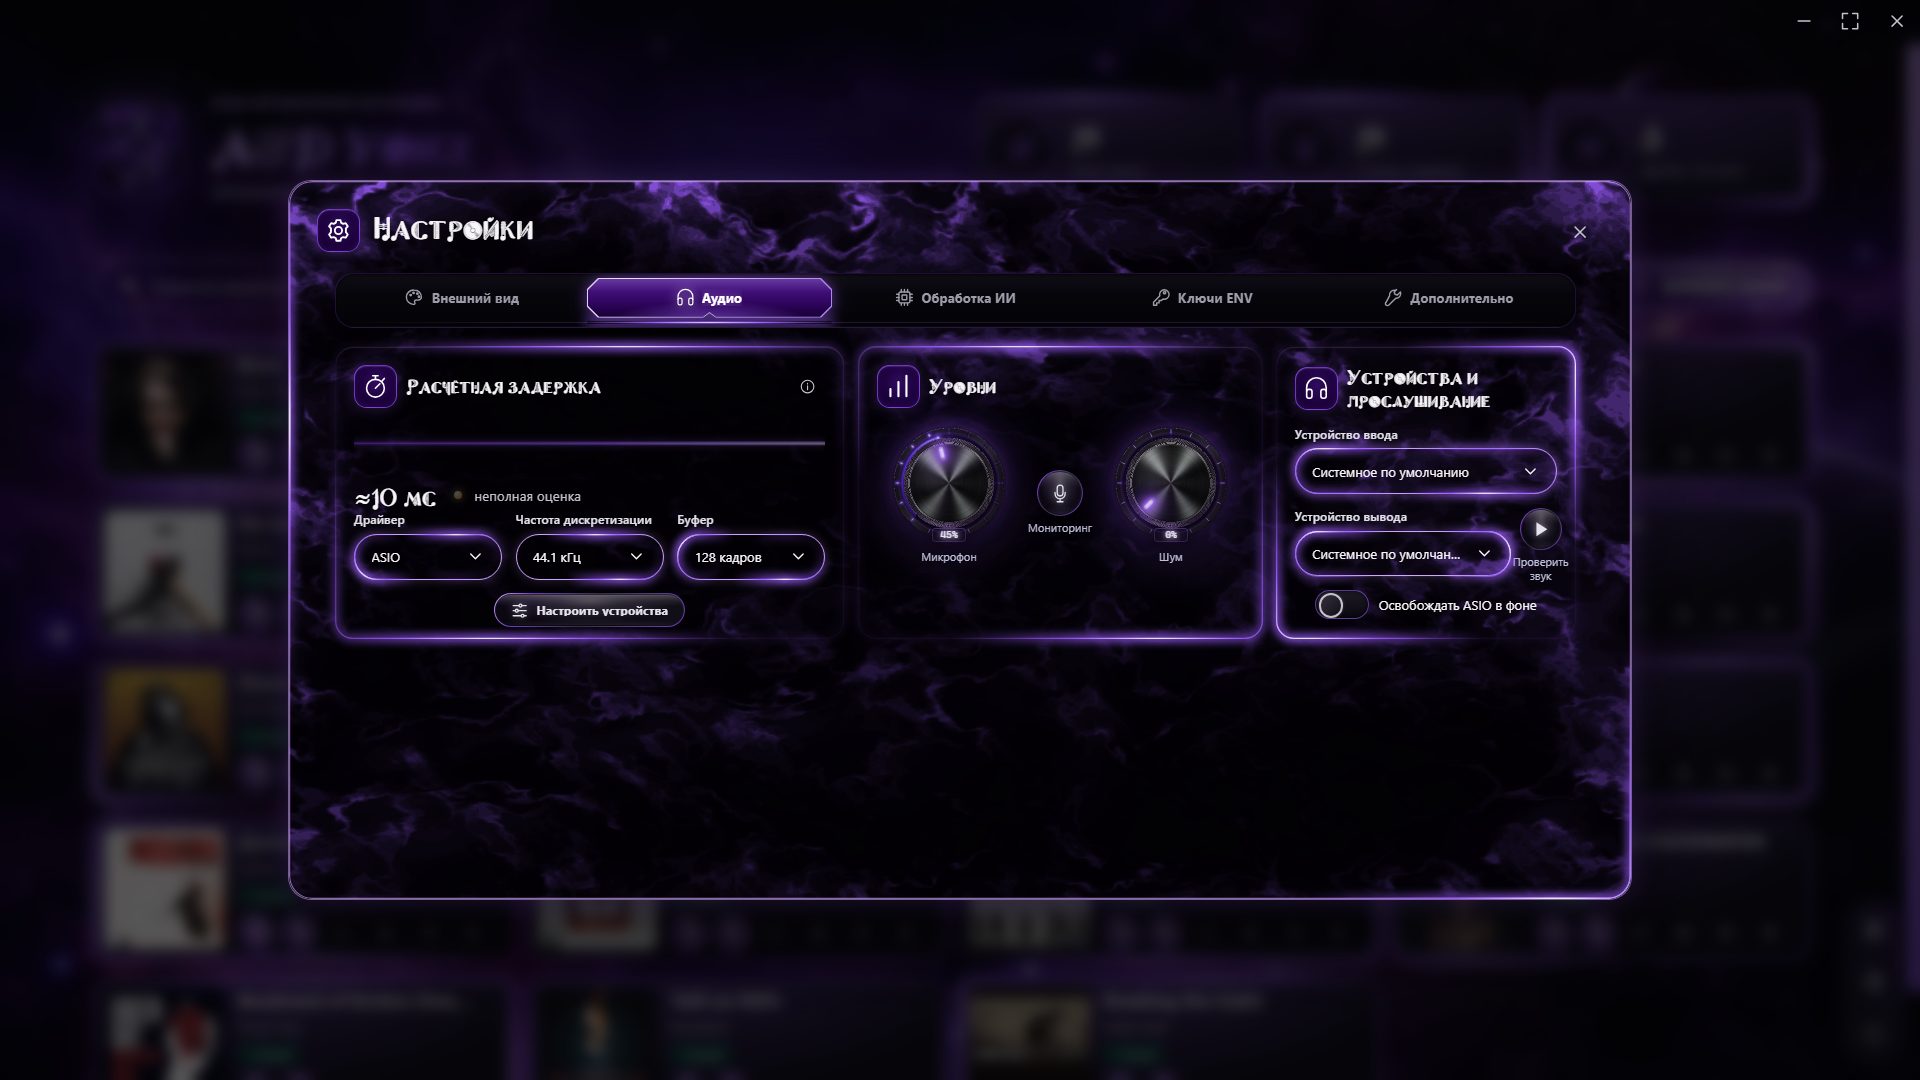 Настройки
Внешний вид
Аудио
Обработка ИИ
Ключи ENV
Дополнительно
Расчётная задержка
≈10 мс
неполная оценка
Драйвер
Частота дискретизации
Буфер
ASIO
44.1 кГц
128 кадров
Настроить устройства
Уровни
45%
Микрофон
Мониторинг
0%
Шум
Устройства и
прослушивание
Устройство ввода
Системное по умолчанию
Устройство вывода
Системное по умолчан...
Проверить
звук
Освобождать ASIO в фоне